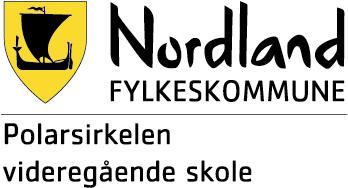 Nordland
FYLKESKOMMUNE
Polarsirkelen
videregående skole